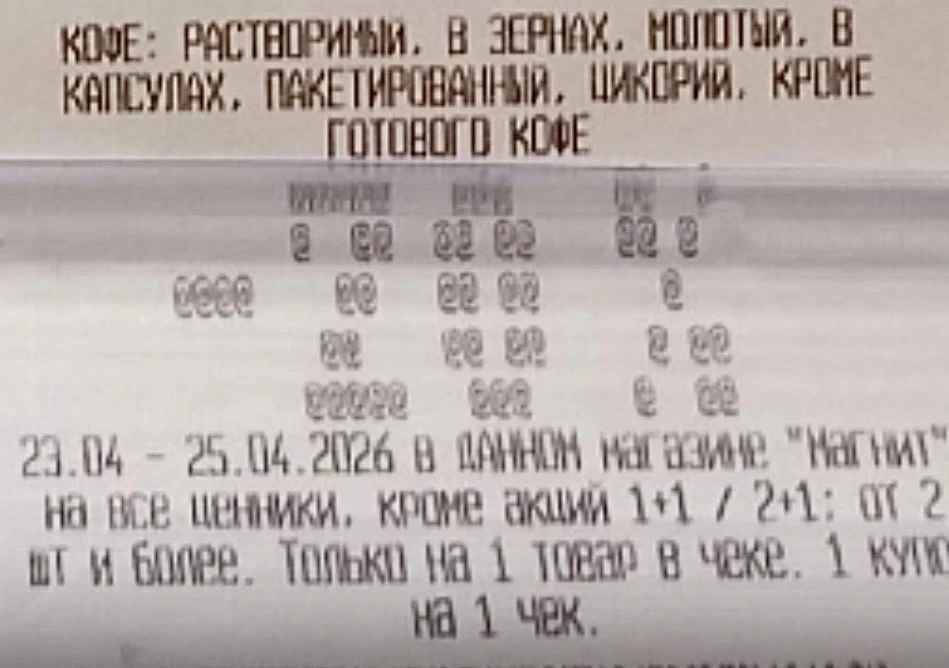 КОФЕ: РАСТВОРИМЫЙ, В ЗЕРНАХ, МОЛОТЫЙ, В
КАПСУЛАХ, ПАКЕТИРОВАННЫЙ, ЦИКОРИЙ, КРОМЕ
ГОТОВОГО КОФЕ
23.04 - 25.04.2026 в ДАННОМ магазине "Магнит"
на все ценники, кроме акций 1+1 / 2+1: от 2
шт и более. Только на 1 товар в чеке. 1
на 1 чек.